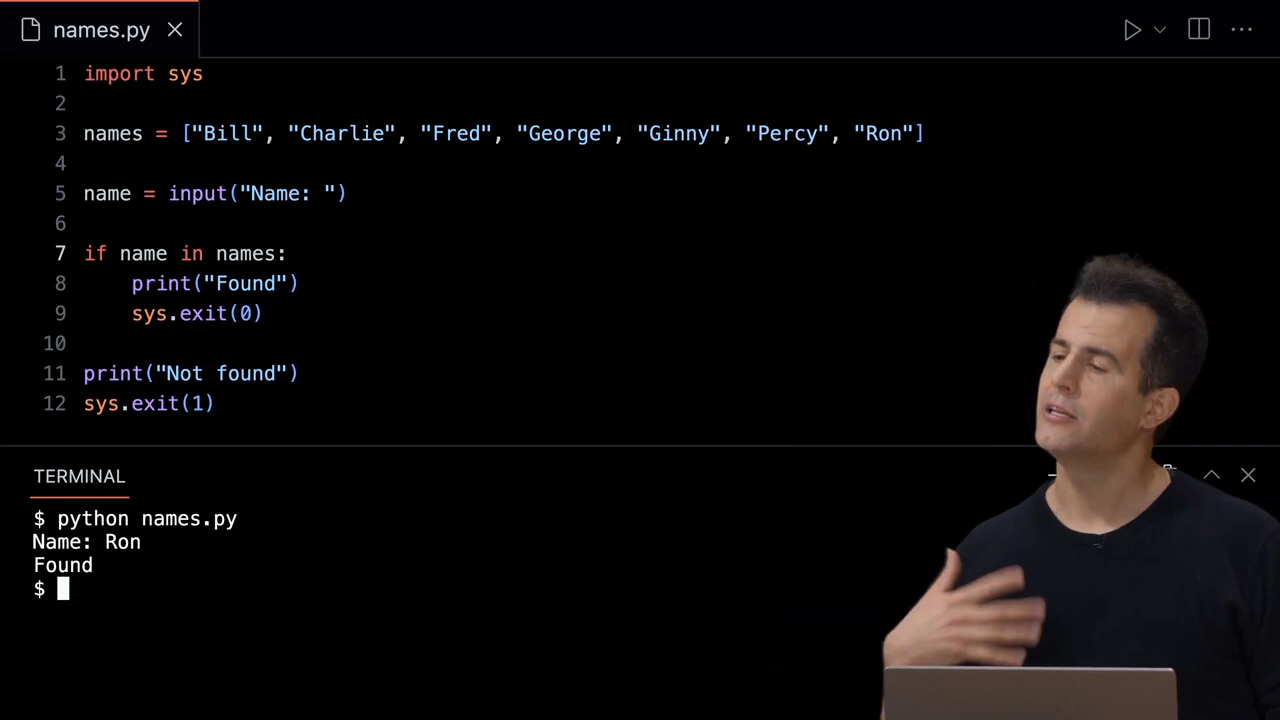 names.py
1 import sys
2
3 names = ["Bill", "Charlie", "Fred", "George", "Ginny", "Percy", "Ron"]
4
5 name = input("Name: ")
6
7 if name in names:
8     print("Found")
9     sys.exit(0)
10
11 print("Not found")
12 sys.exit(1)
TERMINAL
$ python names.py
Name: Ron
Found
$